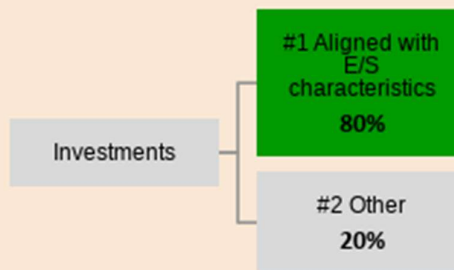 #1 Aligned with
E/S
characteristics
80%
Investments
#2 Other
20%